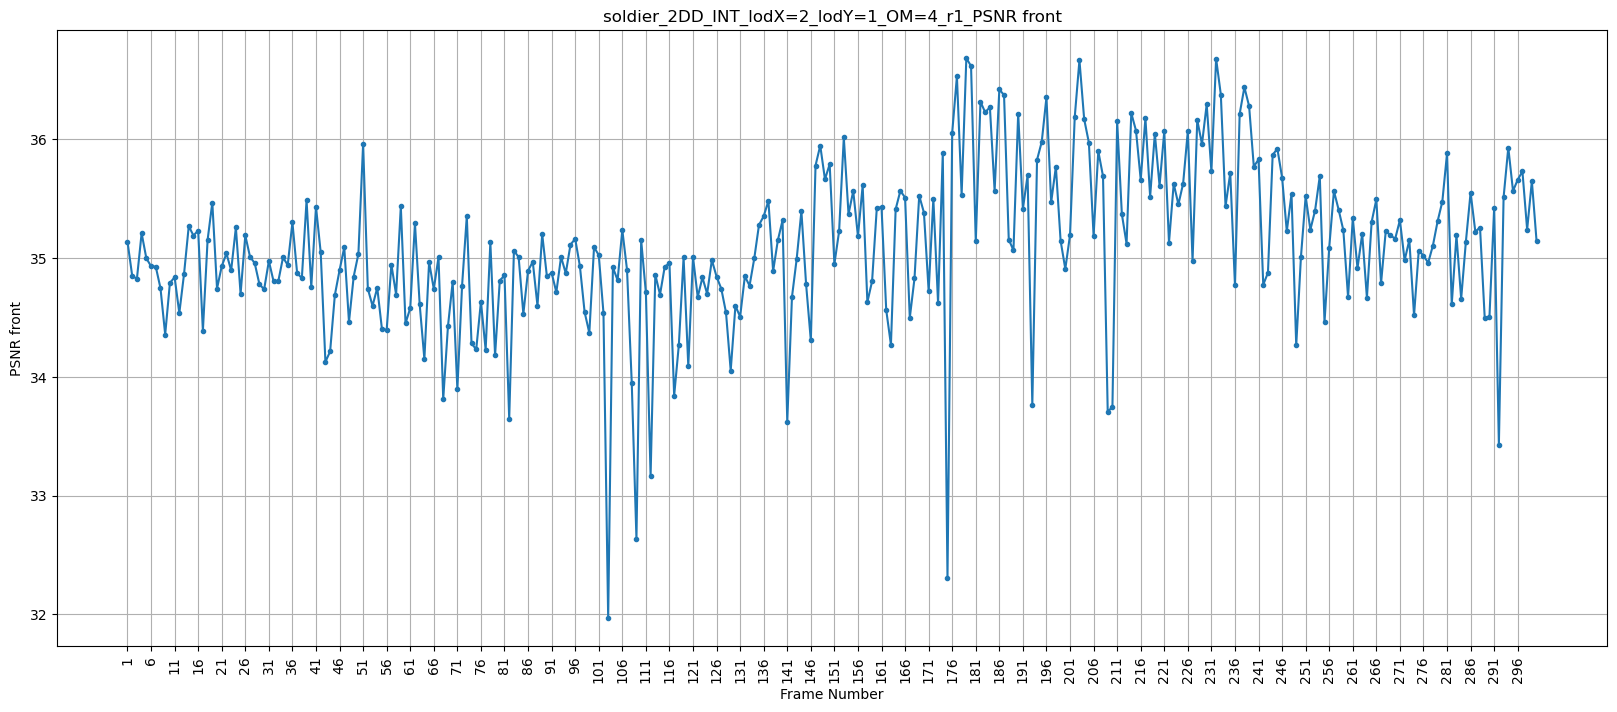 soldier_2DD_INT_lodX=2_lodY=1_OM=4_r1_PSNR front
PSNR front
36
35
34
33
32
1 6 11 16 21 26 31 36 41 46 51 56 61 66 71 76 81 86 91 96 101 106 111 116 121 126 131 136 141 146 151 156 161 166 171 176 181 186 191 196 201 206 211 216 221 226 231 236 241 246 251 256 261 266 271 276 281 286 291 296
Frame Number